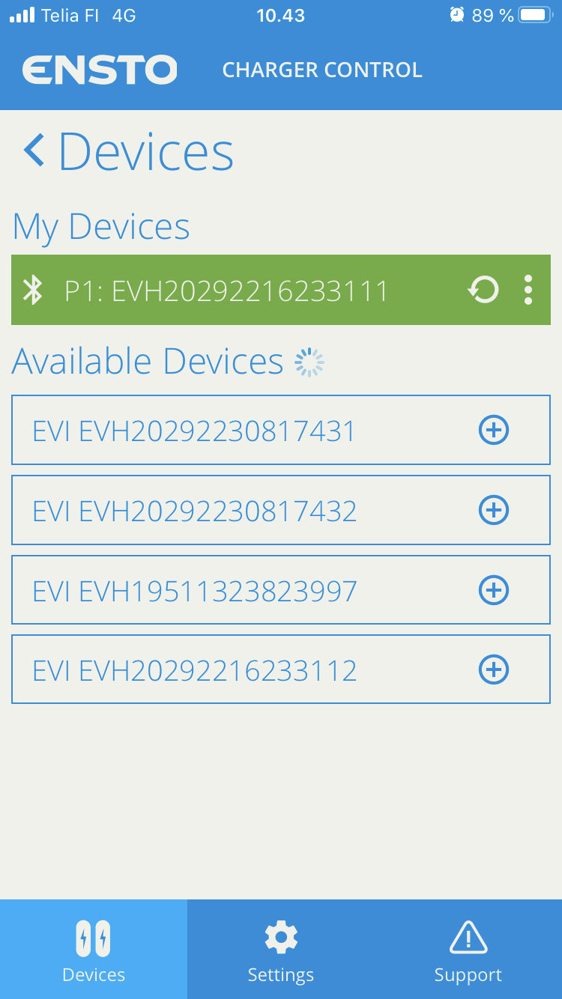 Telia FI 4G 10.43 89 %
ENSTO CHARGER CONTROL
Devices
My Devices
P1: EVH20292216233111
Available Devices
EVI EVH20292230817431
EVI EVH20292230817432
EVI EVH19511323823997
EVI EVH20292216233112
Devices Settings Support